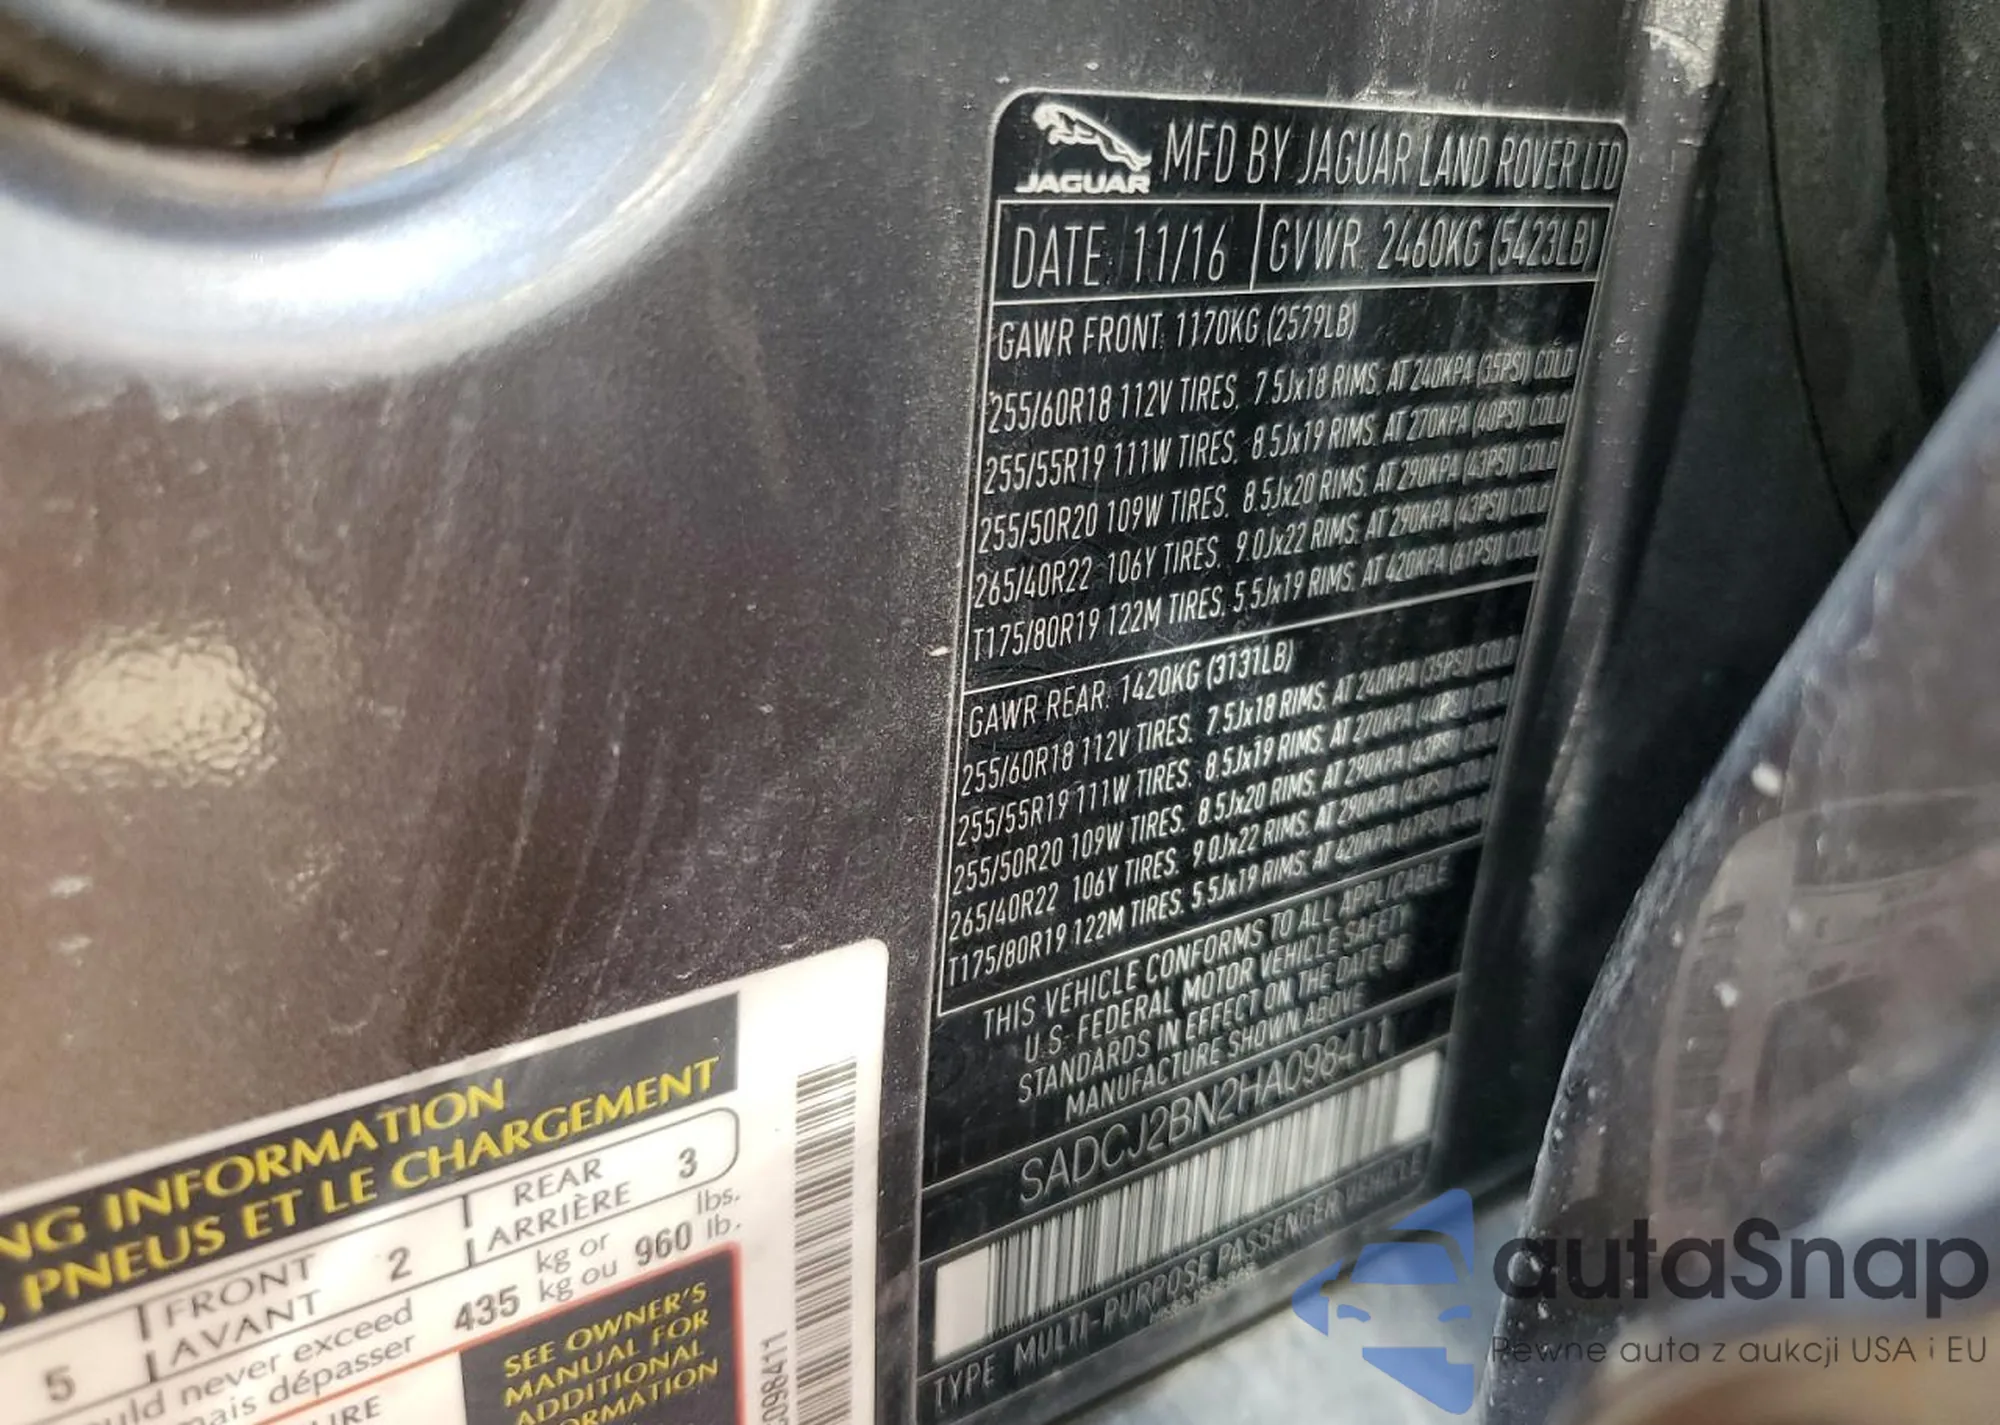 JAGUAR
MFD BY JAGUAR LAND ROVER LTD
DATE: 11/16 GVWR: 2460KG (5423LB)
GAWR FRONT: 1170KG (2579LB)
255/60R18 112V TIRES, 7.5Jx18 RIMS, AT 240KPA (35PSI) COLD
255/55R19 111W TIRES, 8.5Jx19 RIMS, AT 270KPA (40PSI) COLD
255/50R20 109W TIRES, 8.5Jx20 RIMS, AT 290KPA (43PSI) COLD
265/40R22 106Y TIRES, 9.0Jx22 RIMS, AT 290KPA (43PSI) COLD
T175/80R19 122M TIRES, 5.5Jx19 RIMS, AT 420KPA (61PSI) COLD
GAWR REAR: 1420KG (3131LB)
255/60R18 112V TIRES, 7.5Jx18 RIMS, AT 240KPA (35PSI) COLD
255/55R19 111W TIRES, 8.5Jx19 RIMS, AT 270KPA (40PSI) COLD
255/50R20 109W TIRES, 8.5Jx20 RIMS, AT 290KPA (43PSI) COLD
265/40R22 106Y TIRES, 9.0Jx22 RIMS, AT 290KPA (43PSI) COLD
T175/80R19 122M TIRES, 5.5Jx19 RIMS, AT 420KPA (61PSI) COLD
THIS VEHICLE CONFORMS TO ALL APPLICABLE
U.S. FEDERAL MOTOR VEHICLE SAFETY
STANDARDS IN EFFECT ON THE DATE OF
MANUFACTURE SHOWN ABOVE
SADCJ2BN2HA098411
TYPE MULTI-PURPOSE PASSENGER VEHICLE
NG INFORMATION
PNEUS ET LE CHARGEMENT
5 FRONT 2 REAR 3
AVANT ARRIÈRE
uld never exceed 435 kg or 960 lbs.
mais dépasser kg ou lb.
SEE OWNER'S
MANUAL FOR
ADDITIONAL
FORMATION
098411
autaSnap
Pewne auta z aukcji USA i EU